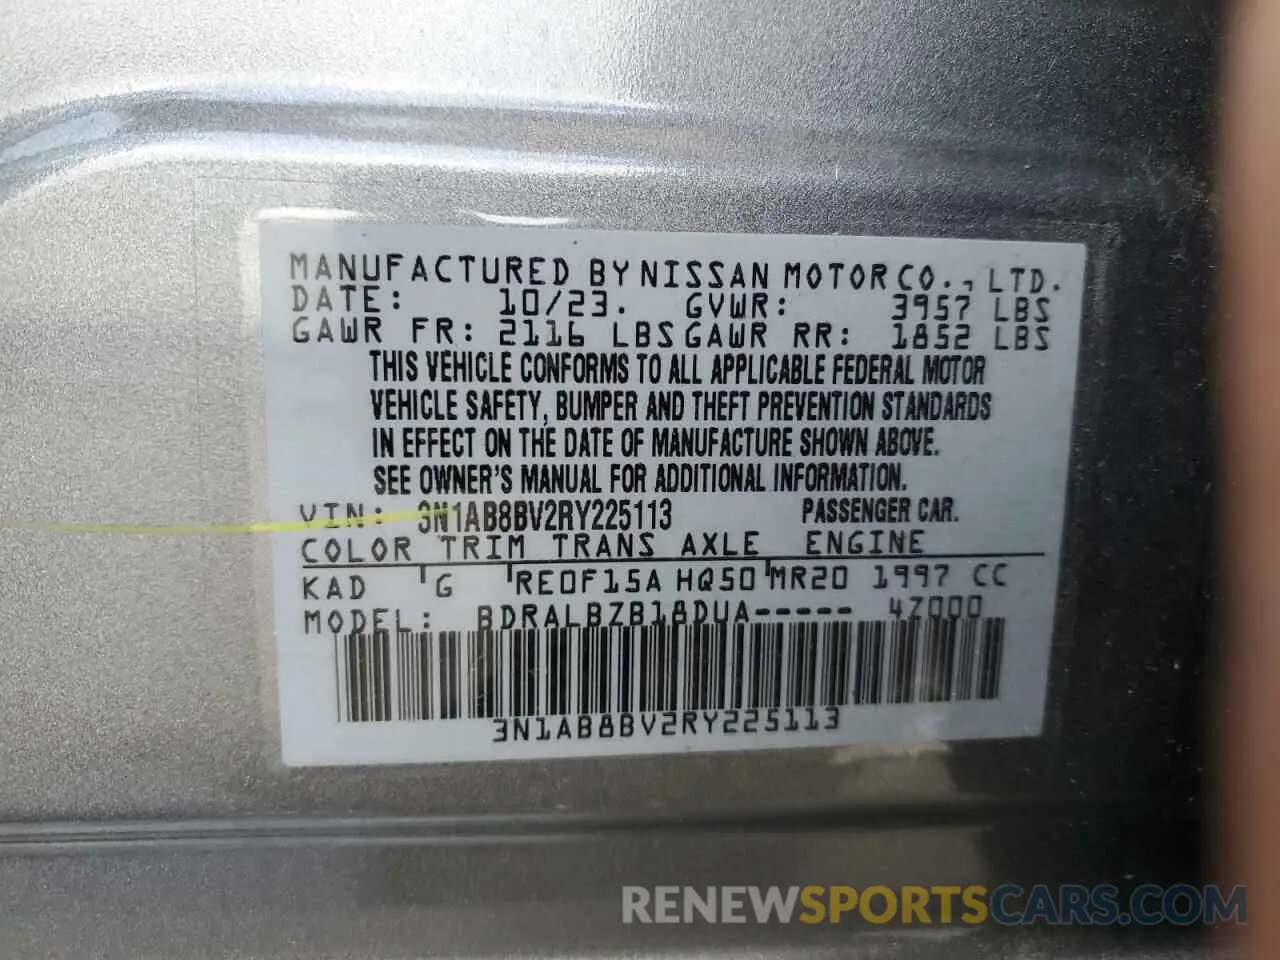 MANUFACTURED BY NISSAN MOTOR CO., LTD.
DATE: 10/23. GVWR: 3957 LBS
GAWR FR: 2116 LBS GAWR RR: 1852 LBS
THIS VEHICLE CONFORMS TO ALL APPLICABLE FEDERAL MOTOR
VEHICLE SAFETY, BUMPER AND THEFT PREVENTION STANDARDS
IN EFFECT ON THE DATE OF MANUFACTURE SHOWN ABOVE.
SEE OWNER'S MANUAL FOR ADDITIONAL INFORMATION.
VIN: 3N1AB8BV2RY225113 PASSENGER CAR.
COLOR TRIM TRANS AXLE ENGINE
KAD G RE0F15A HQ50 MR20 1997 CC
MODEL: BDRALBZB18DUA----- 4Z000
3N1AB8BV2RY225113
RENEWSPORTSCARS.COM